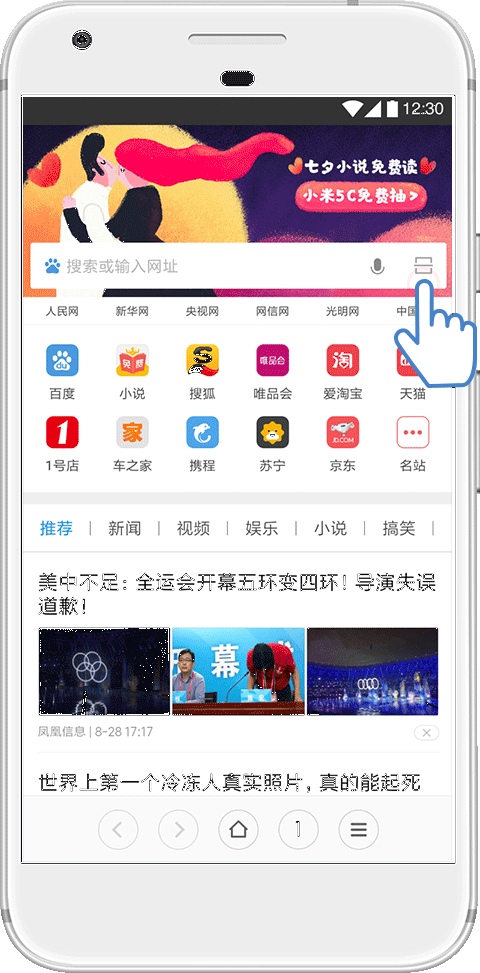 12:30
七夕小说免费读
小米5C免费抽>
搜索或输入网址
人民网 新华网 央视网 网信网 光明网 中国
du 免费 S 唯品会 淘
百度 小说 搜狐 唯品会 爱淘宝 天猫
1 家 JD.COM
1号店 车之家 携程 苏宁 京东 名站
推荐 | 新闻 | 视频 | 娱乐 | 小说 | 搞笑 |
美中不足：全运会开幕五环变四环！导演失误
道歉！
幕
凤凰信息 | 8-28 17:17
世界上第一个冷冻人真实照片，真的能起死
1